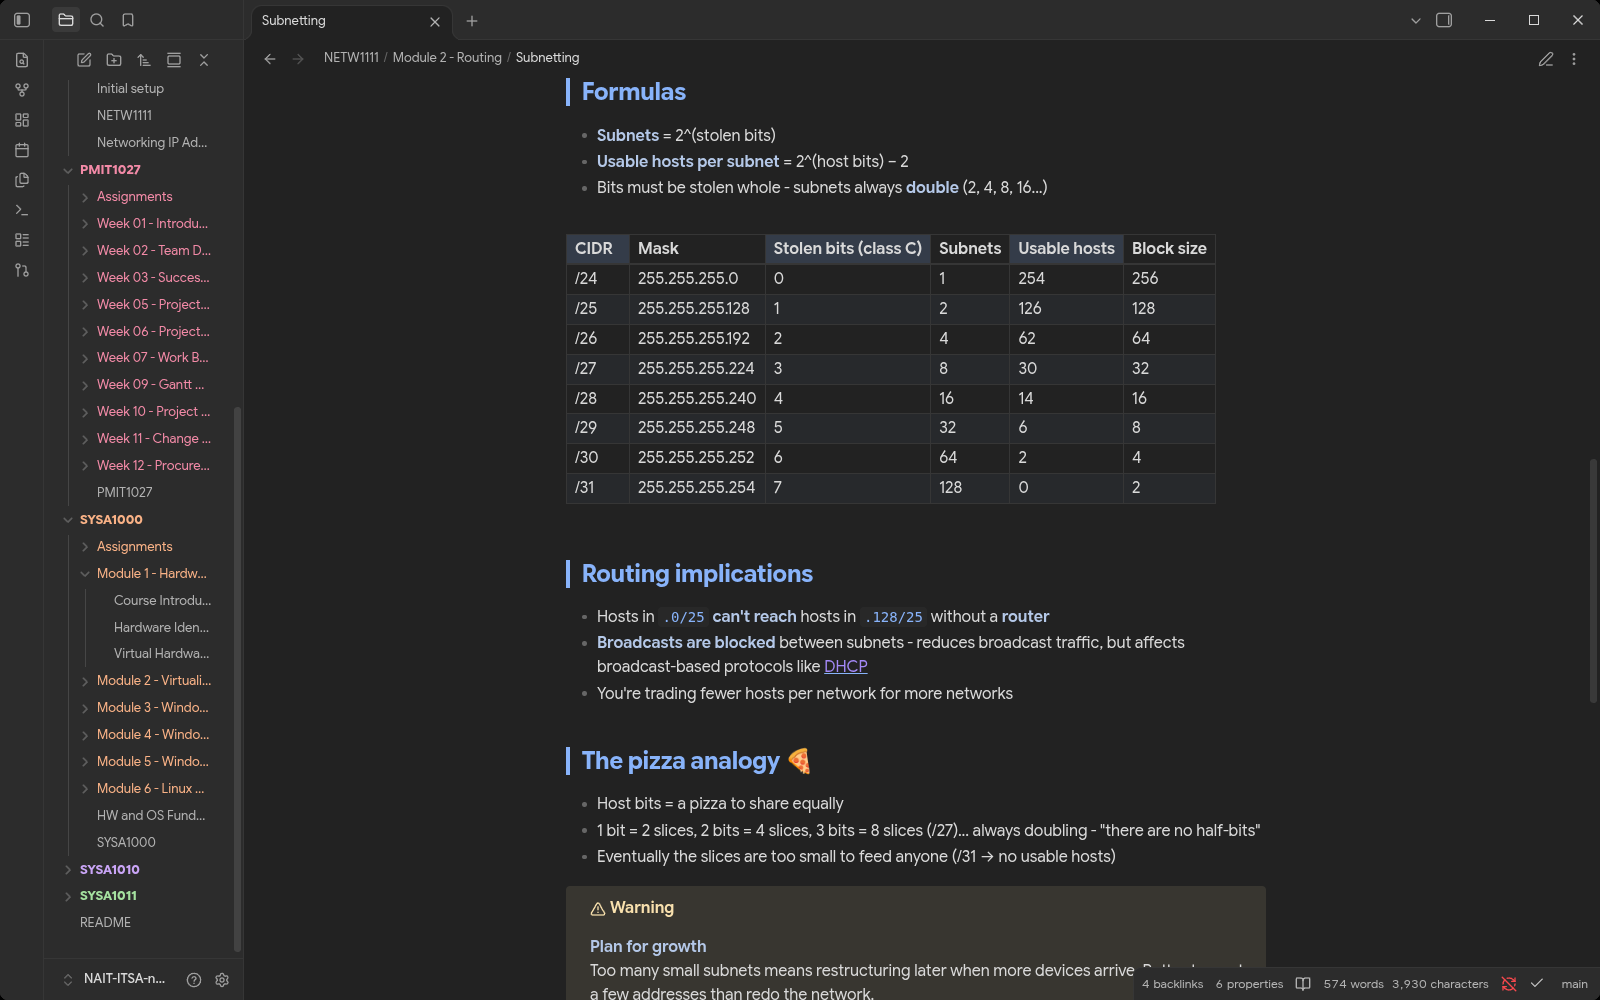 Subnetting
NETW1111 / Module 2 - Routing / Subnetting
Initial setup
NETW1111
Networking IP Ad...
PMIT1027
Assignments
Week 01 - Introdu...
Week 02 - Team D...
Week 03 - Succes...
Week 05 - Project...
Week 06 - Project...
Week 07 - Work B...
Week 09 - Gantt ...
Week 10 - Project ...
Week 11 - Change ...
Week 12 - Procure...
PMIT1027
SYSA1000
Assignments
Module 1 - Hardw...
Course Introdu...
Hardware Iden...
Virtual Hardwa...
Module 2 - Virtuali...
Module 3 - Windo...
Module 4 - Windo...
Module 5 - Windo...
Module 6 - Linux ...
HW and OS Fund...
SYSA1000
SYSA1010
SYSA1011
README
NAIT-ITSA-n...
Formulas
Subnets = 2^(stolen bits)
Usable hosts per subnet = 2^(host bits) – 2
Bits must be stolen whole - subnets always double (2, 4, 8, 16...)
CIDR Mask Stolen bits (class C) Subnets Usable hosts Block size
/24 255.255.255.0 0 1 254 256
/25 255.255.255.128 1 2 126 128
/26 255.255.255.192 2 4 62 64
/27 255.255.255.224 3 8 30 32
/28 255.255.255.240 4 16 14 16
/29 255.255.255.248 5 32 6 8
/30 255.255.255.252 6 64 2 4
/31 255.255.255.254 7 128 0 2
Routing implications
Hosts in .0/25 can't reach hosts in .128/25 without a router
Broadcasts are blocked between subnets - reduces broadcast traffic, but affects
broadcast-based protocols like DHCP
You're trading fewer hosts per network for more networks
The pizza analogy 🍕
Host bits = a pizza to share equally
1 bit = 2 slices, 2 bits = 4 slices, 3 bits = 8 slices (/27)... always doubling - "there are no half-bits"
Eventually the slices are too small to feed anyone (/31 → no usable hosts)
Warning
Plan for growth
Too many small subnets means restructuring later when more devices arrive.
a few addresses than redo the network.
4 backlinks 6 properties 574 words 3,930 characters main